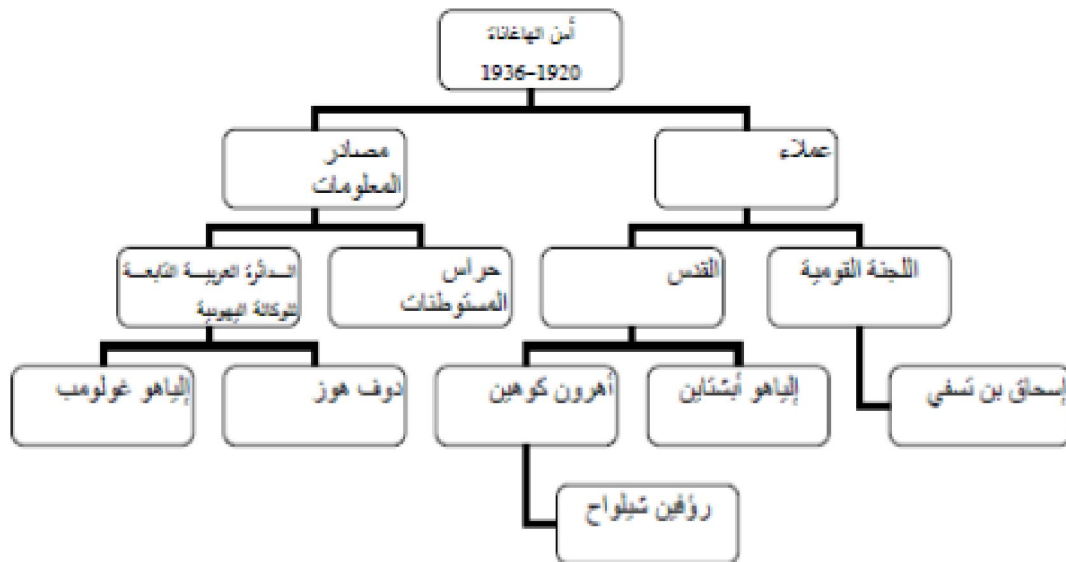 أمن الهاغاناة
1936–1920
عملاء
مصادر
المعلومات
اللجنة القومية
القدس
حراس
المستوطنات
الدائرة العربية التابعة
للوكالة اليهودية
إسحاق بن تسفي
إلياهو أبشتاين
أهرون كوهين
دوف هوز
إلياهو غولومب
رؤفين شيلواح